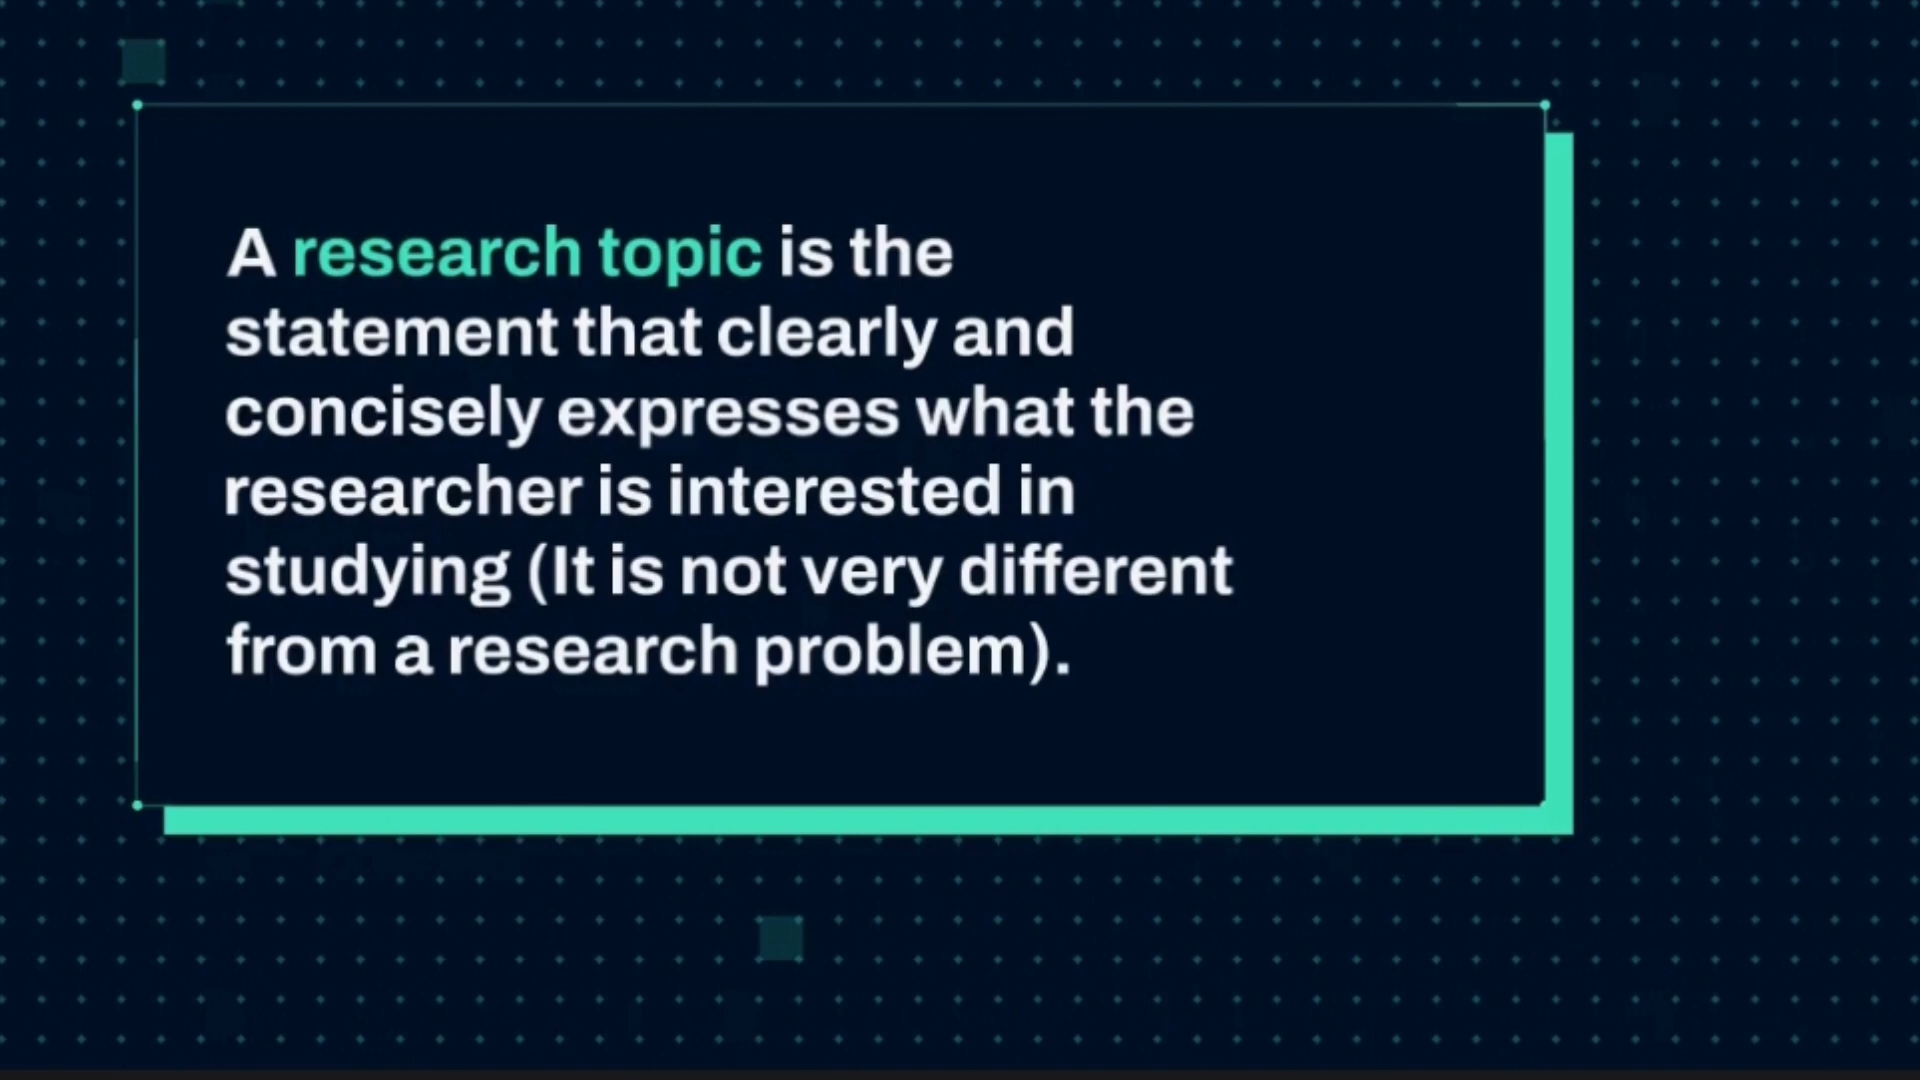 A research topic is the
statement that clearly and
concisely expresses what the
researcher is interested in
studying (It is not very different
from a research problem).